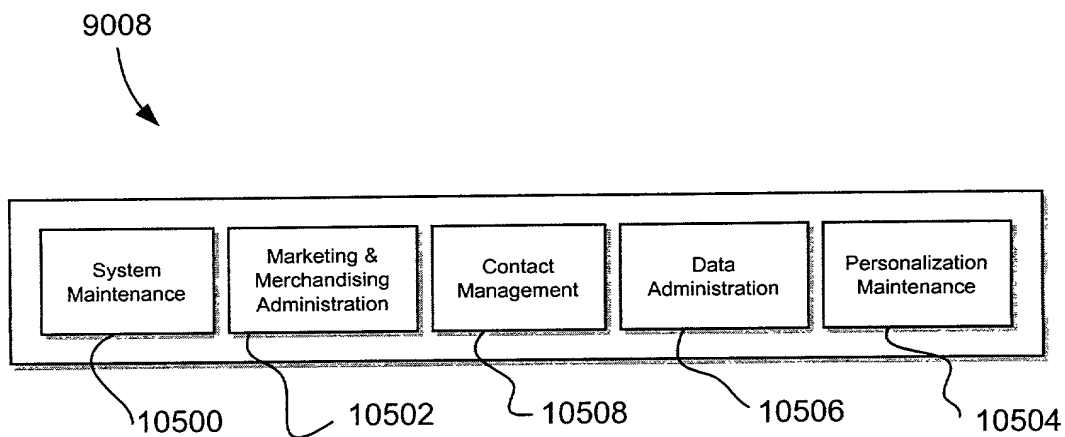 9008
System
Maintenance
Marketing &
Merchandising
Administration
Contact
Management
Data
Administration
Personalization
Maintenance
10500
10502
10508
10506
10504